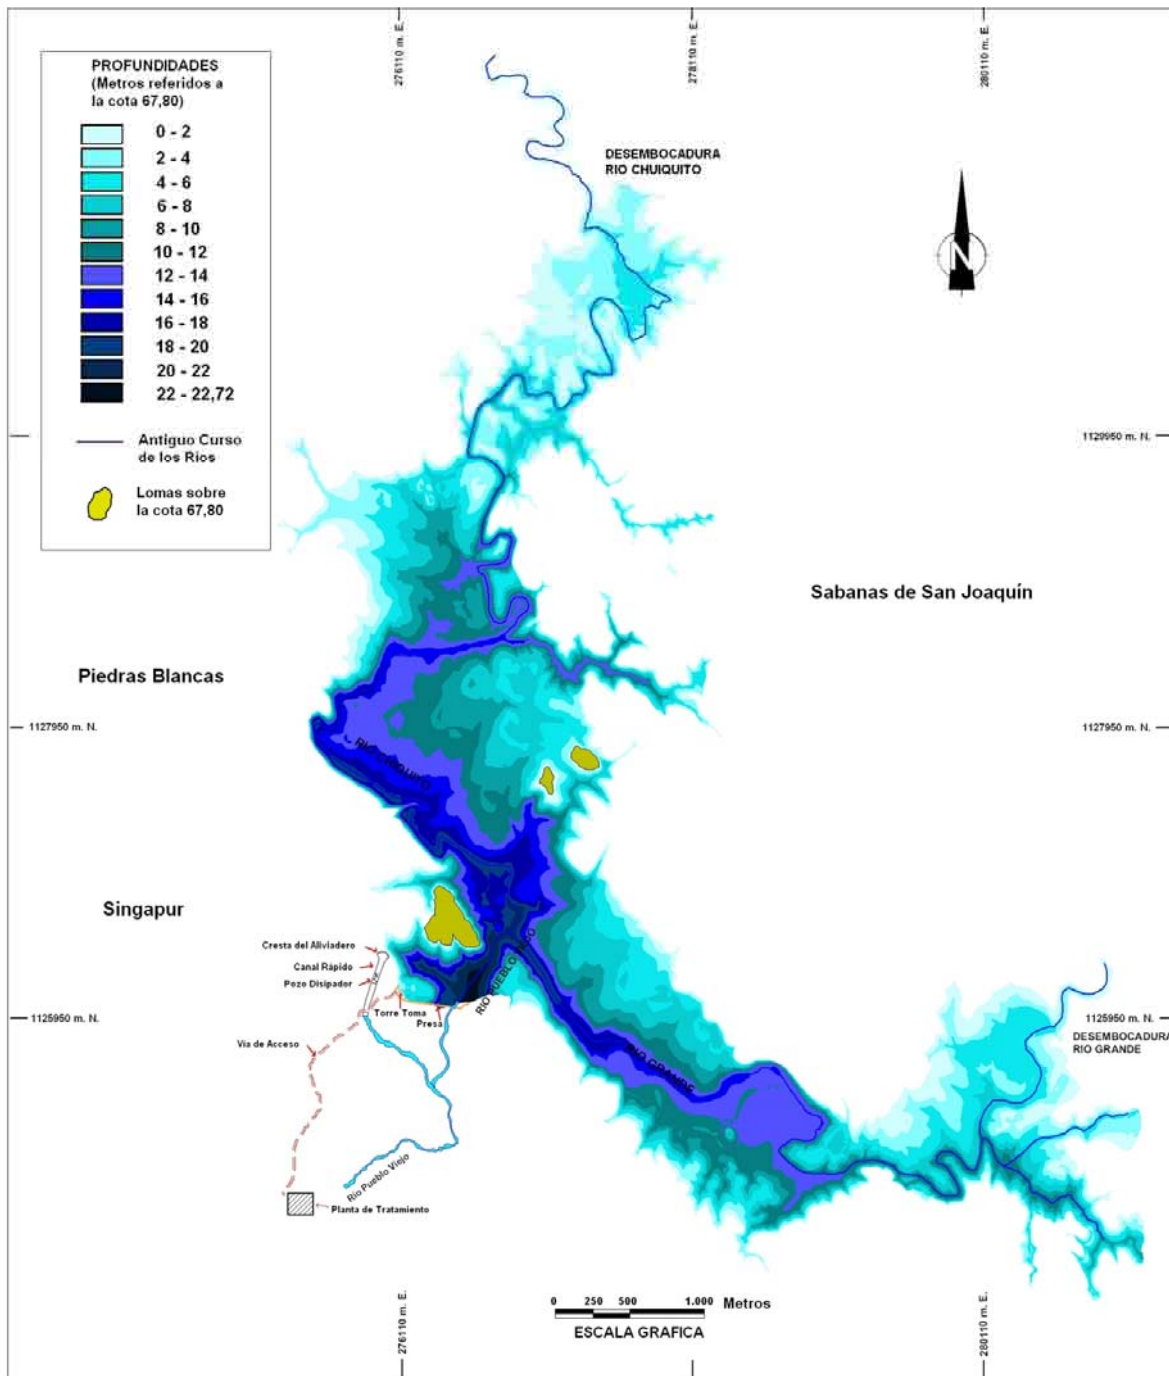 276110 m. E.
278110 m. E.
280110 m. E.
PROFUNDIDADES
(Metros referidos a
la cota 67,80)
0 - 2
2 - 4
4 - 6
6 - 8
8 - 10
10 - 12
12 - 14
14 - 16
16 - 18
18 - 20
20 - 22
22 - 22,72
Antiguo Curso
de los Rios
Lomas sobre
la cota 67,80
DESEMBOCADURA
RIO CHUIQUITO
N
1129950 m. N.
Sabanas de San Joaquín
Piedras Blancas
1127950 m. N.
1127950 m. N.
RIO CHIQUITO
Singapur
Cresta del Aliviadero
Canal Rápido
Pozo Disipador
RIO PUEBLO VIEJO
Torre Toma
Presa
1125950 m. N.
1125950 m. N.
DESEMBOCADURA
RIO GRANDE
Vía de Acceso
RIO GRANDE
Rio Pueblo Viejo
Planta de Tratamiento
0 250 500 1.000 Metros
ESCALA GRAFICA
276110 m. E.
280110 m. E.